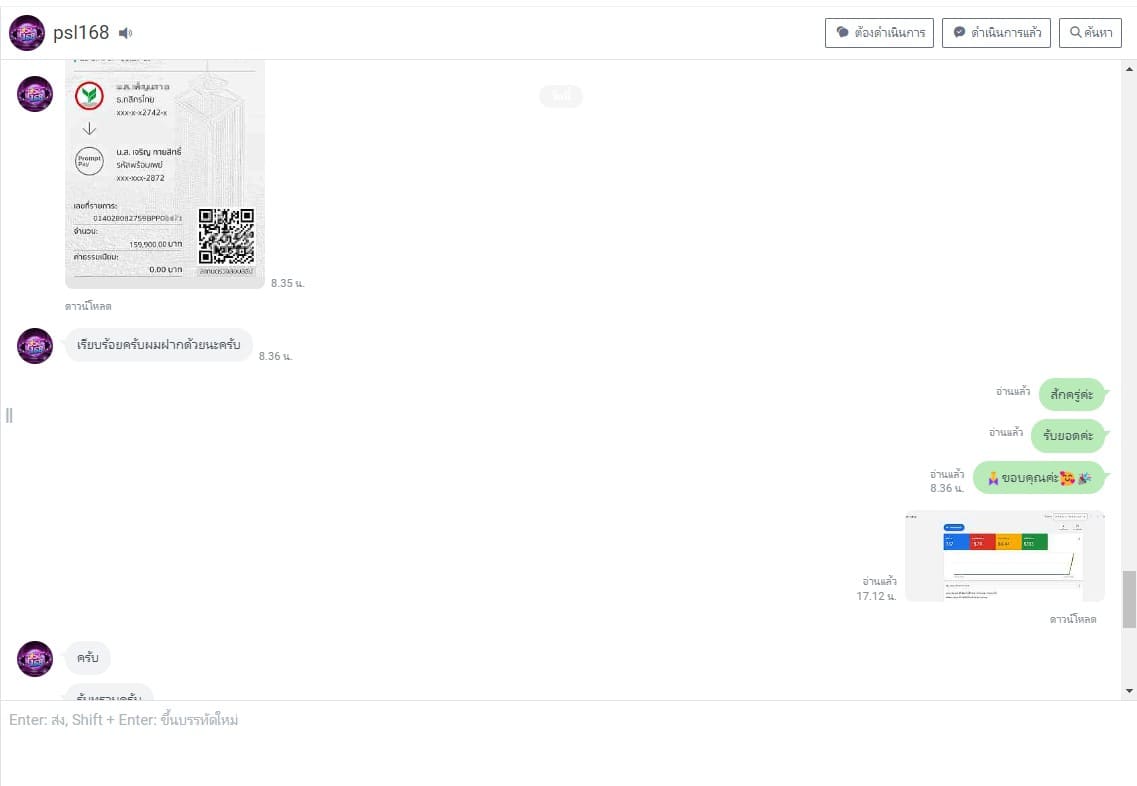 psl168
ต้องดำเนินการ
ดำเนินการแล้ว
ค้นหา
วันนี้
ธ.กสิกรไทย
xxx-x-x2742-x
Prompt
Pay
น.ส. เจริญ กายสิทธิ์
รหัสพร้อมเพย์
xxx-xxx-2872
เลขที่รายการ:
จำนวน:
159,900.00 บาท
ค่าธรรมเนียม:
0.00 บาท
สแกนตรวจสอบสลิป
8.35 น.
ดาวน์โหลด
เรียบร้อยครับผมฝากด้วยนะครับ
8.36 น.
อ่านแล้ว
สักครู่ค่ะ
อ่านแล้ว
รับยอดค่ะ
อ่านแล้ว
8.36 น.
🙏ขอบคุณค่ะ🥰🎉
อ่านแล้ว
17.12 น.
ดาวน์โหลด
ครับ
รับทราบครับ
Enter: ส่ง, Shift + Enter: ขึ้นบรรทัดใหม่